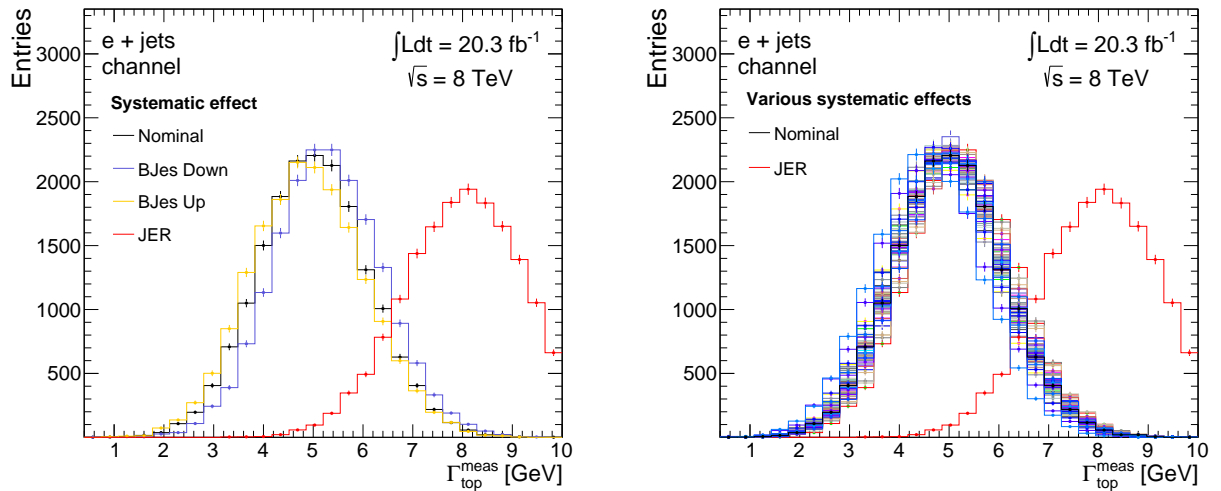 Entries
3000
2500
2000
1500
1000
500
e + jets
channel
∫Ldt = 20.3 fb⁻¹
√s = 8 TeV
Systematic effect
Nominal
BJes Down
BJes Up
JER
1 2 3 4 5 6 7 8 9 10
Γ_top^meas [GeV]
Entries
3000
2500
2000
1500
1000
500
e + jets
channel
∫Ldt = 20.3 fb⁻¹
√s = 8 TeV
Various systematic effects
Nominal
JER
1 2 3 4 5 6 7 8 9 10
Γ_top^meas [GeV]